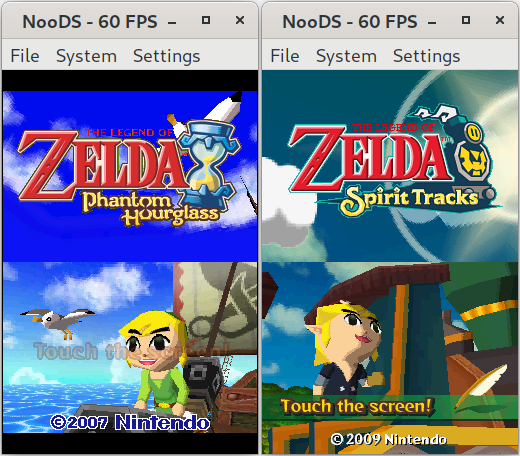 NooDS - 60 FPS
File System Settings
THE LEGEND OF
ZELDA
Phantom
Hourglass
Touch the screen!
©2007 Nintendo
NooDS - 60 FPS
File System Settings
THE LEGEND OF
ZELDA
Spirit Tracks
Touch the screen!
© 2009 Nintendo